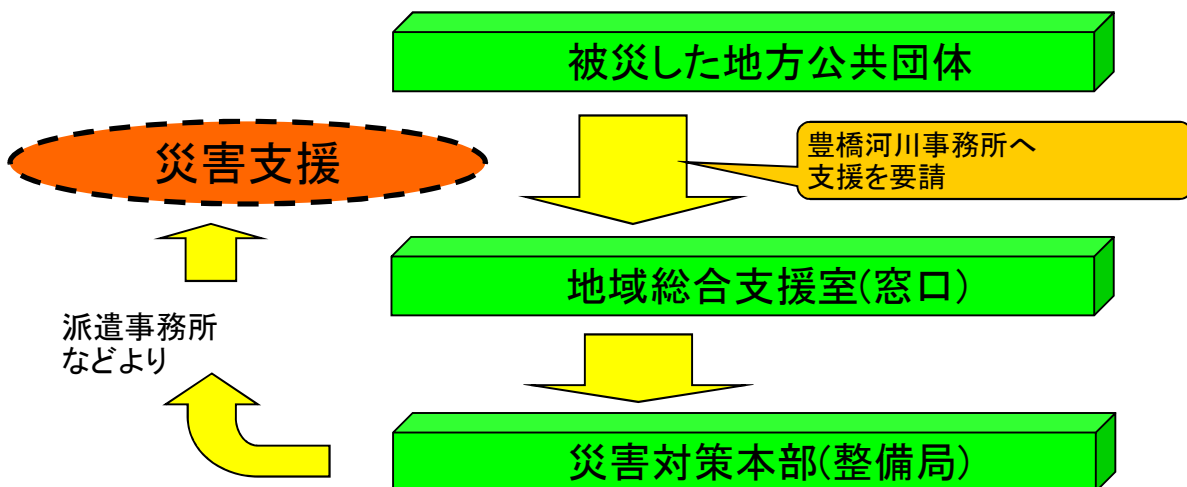 被災した地方公共団体
災害支援
豊橋河川事務所へ
支援を要請
地域総合支援室(窓口)
派遣事務所
などより
災害対策本部(整備局)